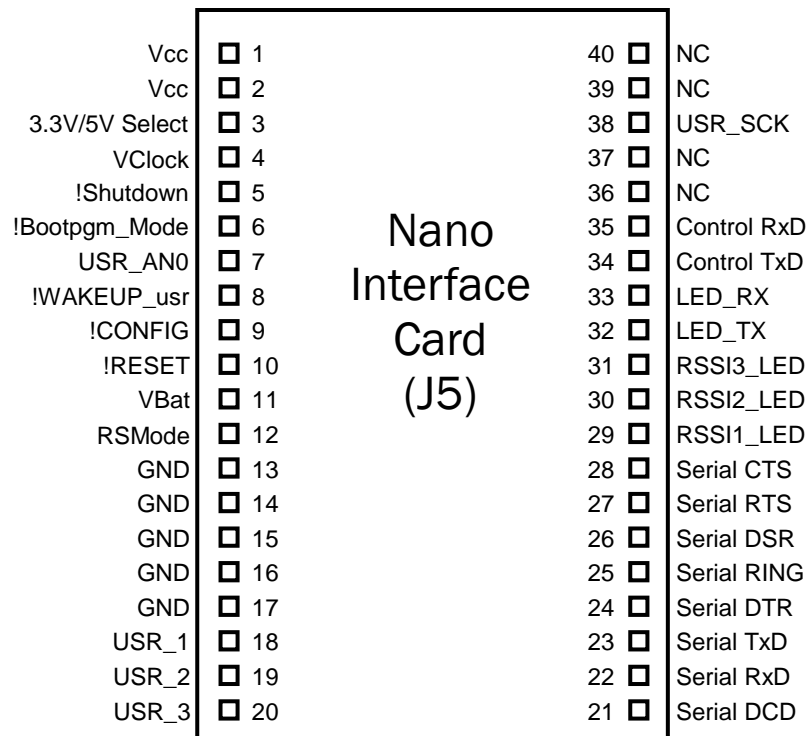 Vcc 1 40 NC
Vcc 2 39 NC
3.3V/5V Select 3 38 USR_SCK
VClock 4 37 NC
!Shutdown 5 36 NC
!Bootpgm_Mode 6 35 Control RxD
USR_AN0 7 34 Control TxD
!WAKEUP_usr 8 33 LED_RX
!CONFIG 9 32 LED_TX
!RESET 10 31 RSSI3_LED
VBat 11 30 RSSI2_LED
RSMode 12 29 RSSI1_LED
GND 13 28 Serial CTS
GND 14 27 Serial RTS
GND 15 26 Serial DSR
GND 16 25 Serial RING
GND 17 24 Serial DTR
USR_1 18 23 Serial TxD
USR_2 19 22 Serial RxD
USR_3 20 21 Serial DCD
Nano
Interface
Card
(J5)